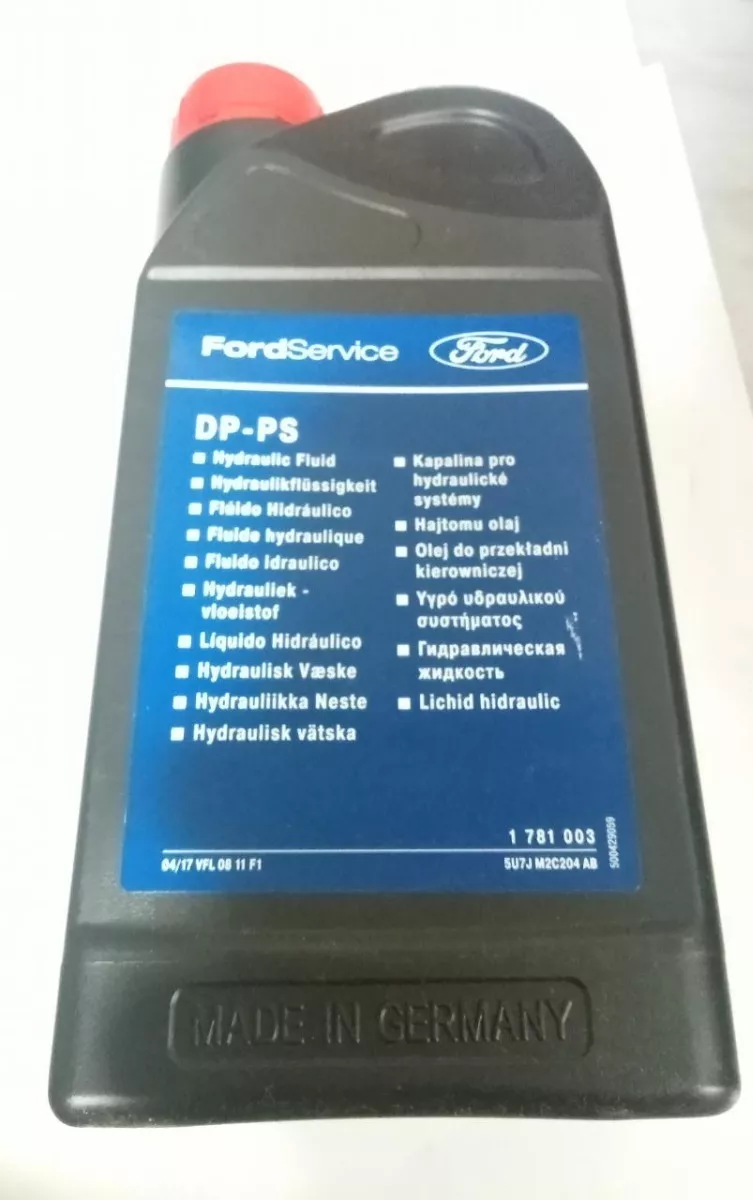 FordService
Ford
DP-PS
■ Hydraulic Fluid
■ Hydraulikflüssigkeit
■ Flúido Hidráulico
■ Fluide hydraulique
■ Fluido Idraulico
■ Hydrauliek -
vloeistof
■ Líquido Hidráulico
■ Hydraulisk Væske
■ Hydrauliikka Neste
■ Hydraulisk vätska
■ Kapalina pro
hydraulické
systémy
■ Hajtomu olaj
■ Olej do przekładni
kierowniczej
■ Υγρό υδραυλικού
συστήματος
■ Гидравлическая
жидкость
■ Lichid hidraulic
1 781 003
04/17 VFL 08 11 F1
5U7J M2C204 AB
500429059
MADE IN GERMANY